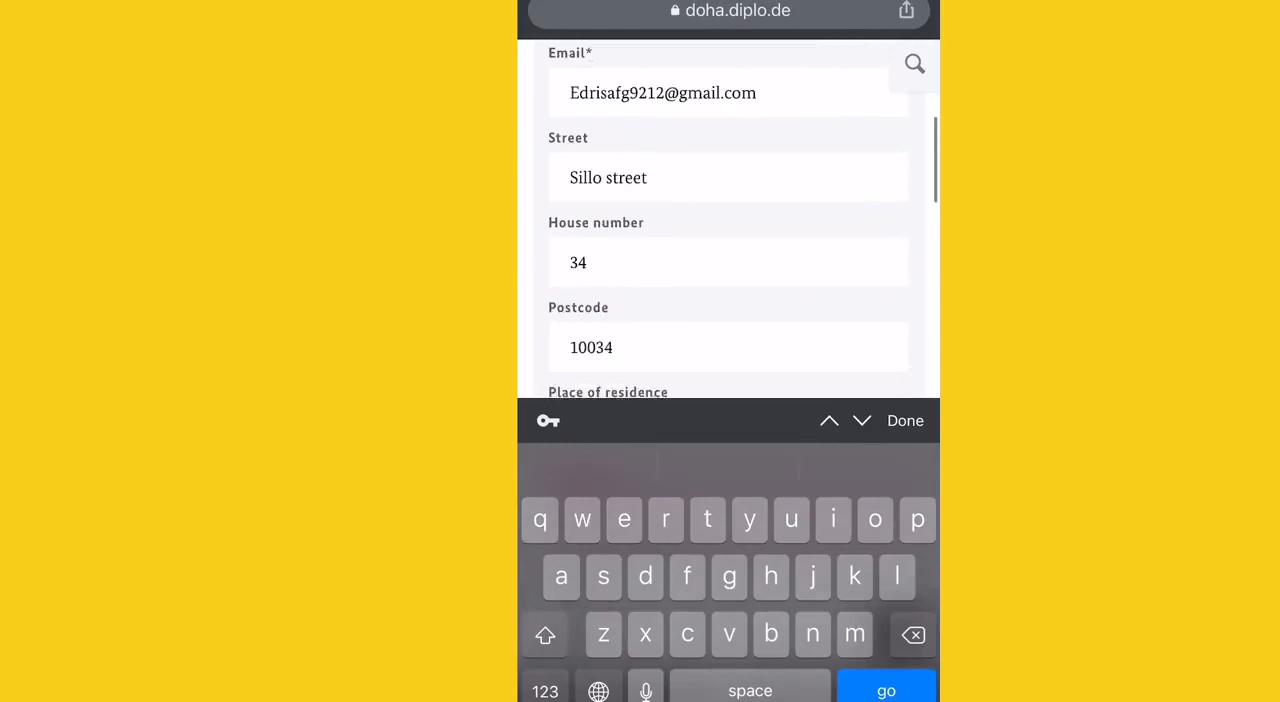 doha.diplo.de
Email*
Edrisafg9212@gmail.com
Street
Sillo street
House number
34
Postcode
10034
Place of residence
Done
q w e r t y u i o p
a s d f g h j k l
z x c v b n m
123 space go